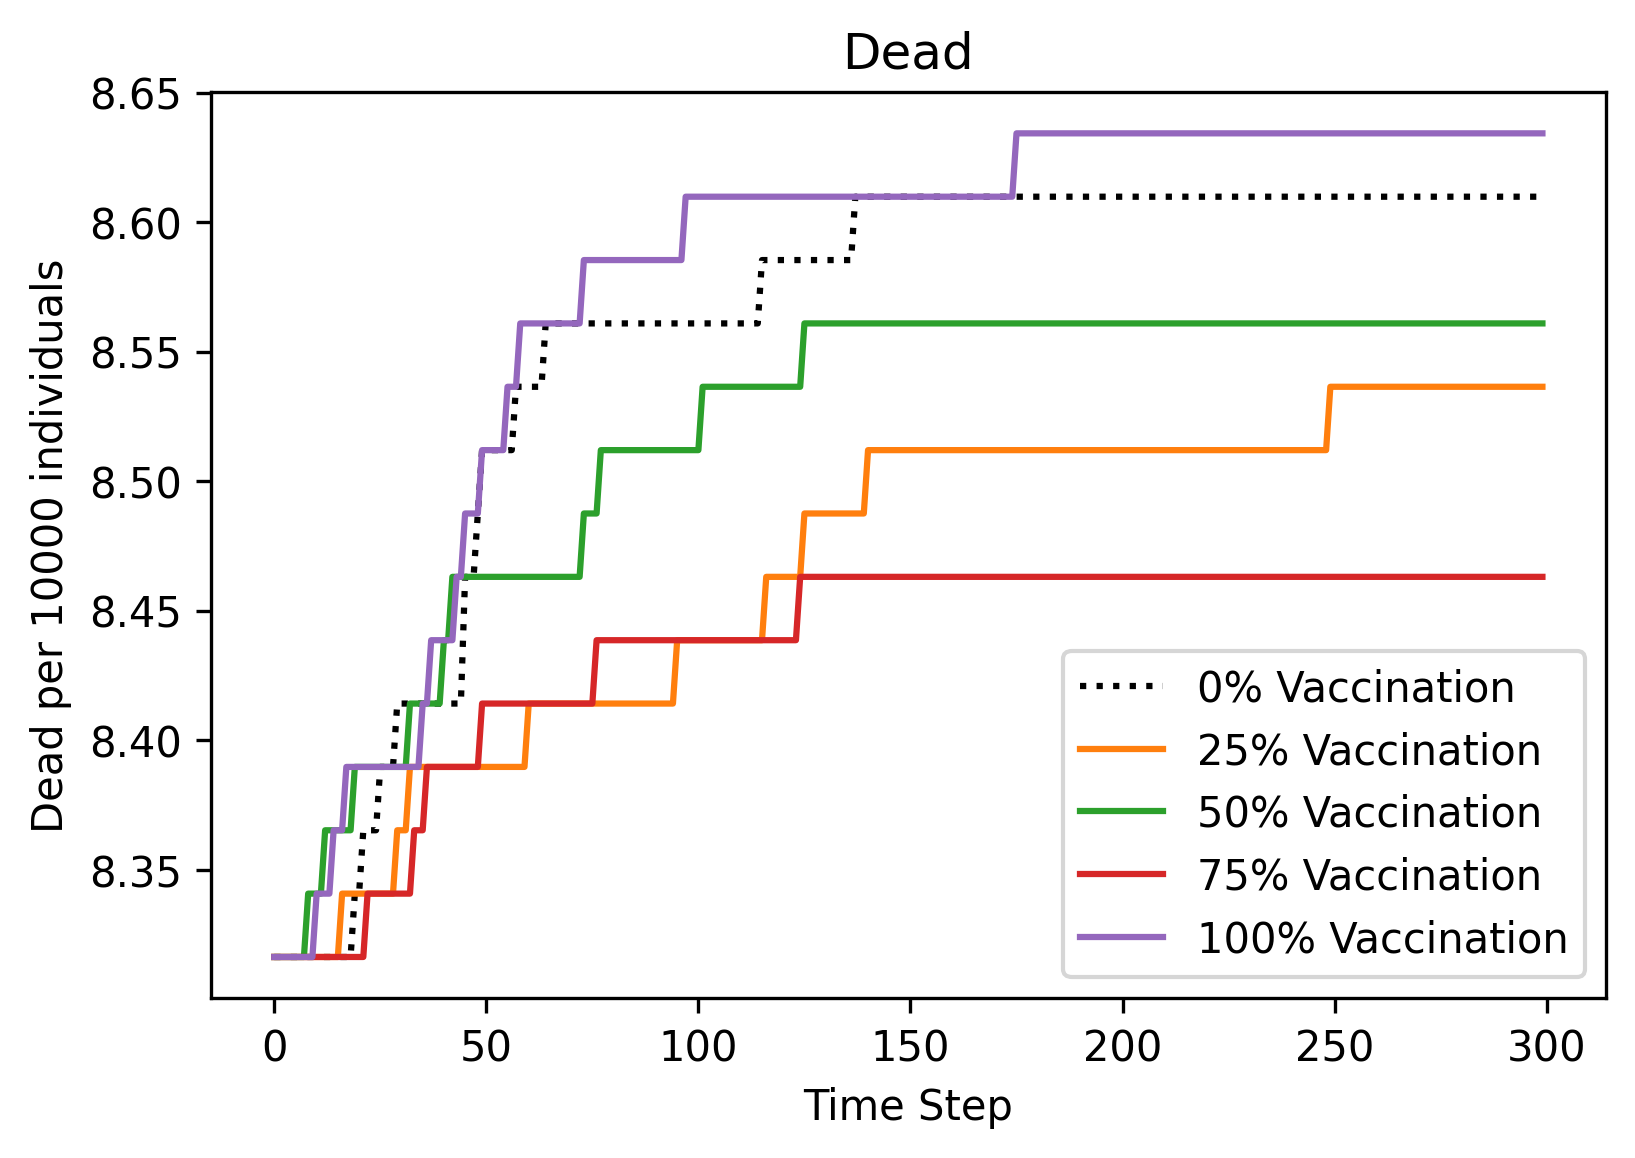 Dead
Dead per 10000 individuals
8.65
8.60
8.55
8.50
8.45
8.40
8.35
0% Vaccination
25% Vaccination
50% Vaccination
75% Vaccination
100% Vaccination
0 50 100 150 200 250 300
Time Step